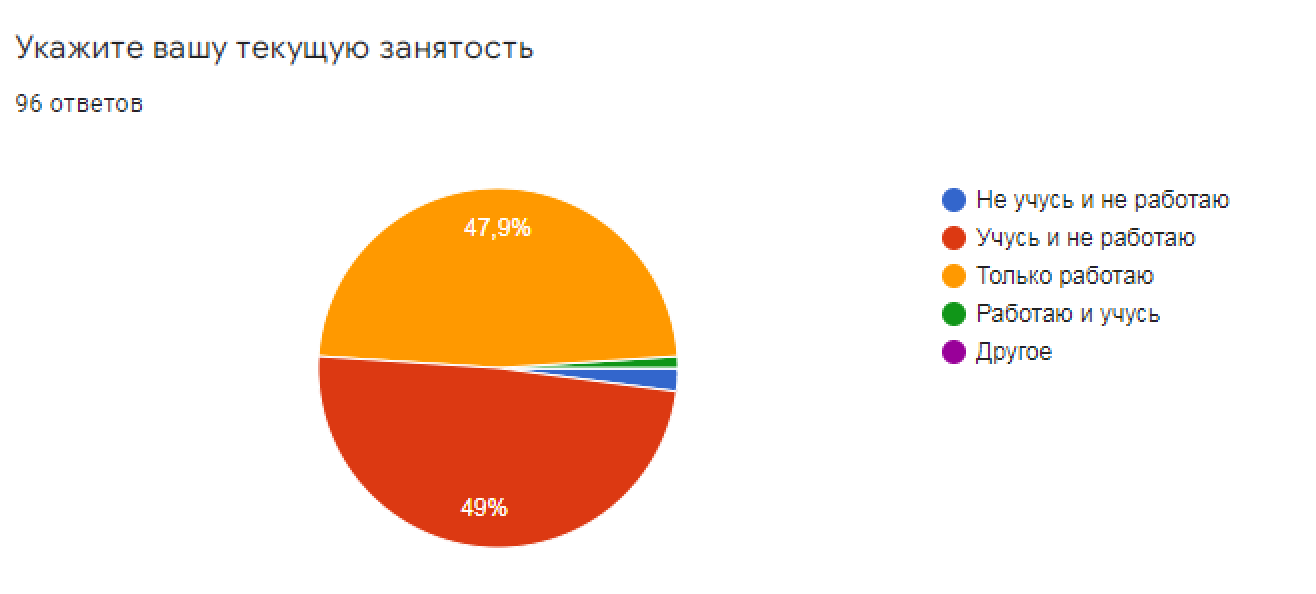 Укажите вашу текущую занятость
96 ответов
47,9%
49%
Не учусь и не работаю
Учусь и не работаю
Только работаю
Работаю и учусь
Другое